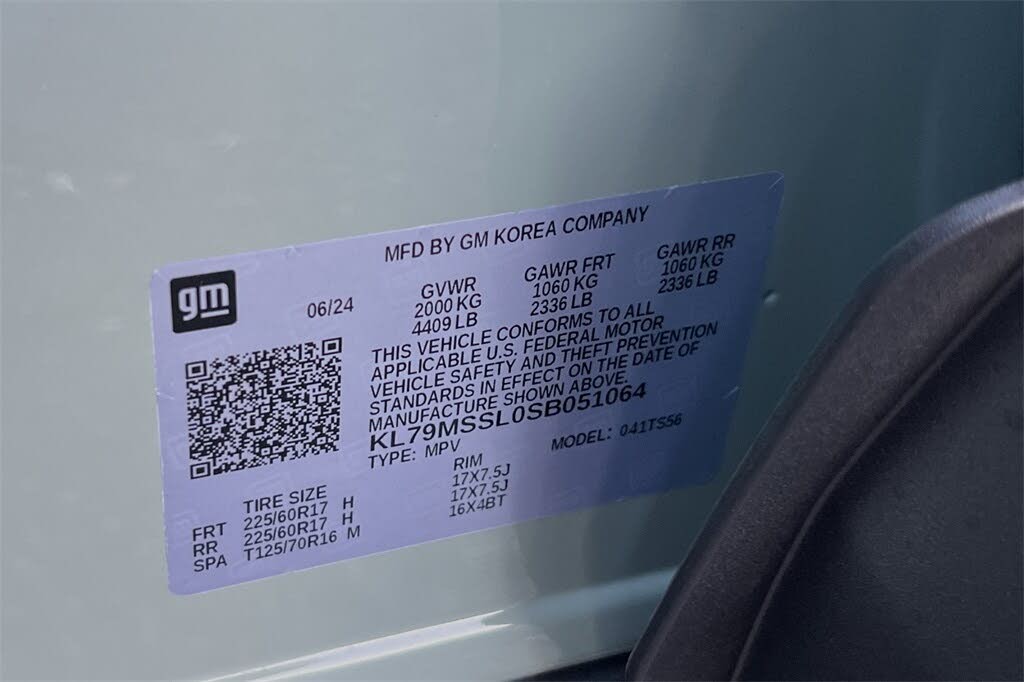 MFD BY GM KOREA COMPANY
gm
06/24
GVWR
2000 KG
4409 LB
GAWR FRT
1060 KG
2336 LB
GAWR RR
1060 KG
2336 LB
THIS VEHICLE CONFORMS TO ALL
APPLICABLE U.S. FEDERAL MOTOR
VEHICLE SAFETY AND THEFT PREVENTION
STANDARDS IN EFFECT ON THE DATE OF
MANUFACTURE SHOWN ABOVE.
KL79MSSL0SB051064
TYPE: MPV MODEL: 041TS56
TIRE SIZE RIM
FRT 225/60R17 H 17X7.5J
RR 225/60R17 H 17X7.5J
SPA T125/70R16 M 16X4BT